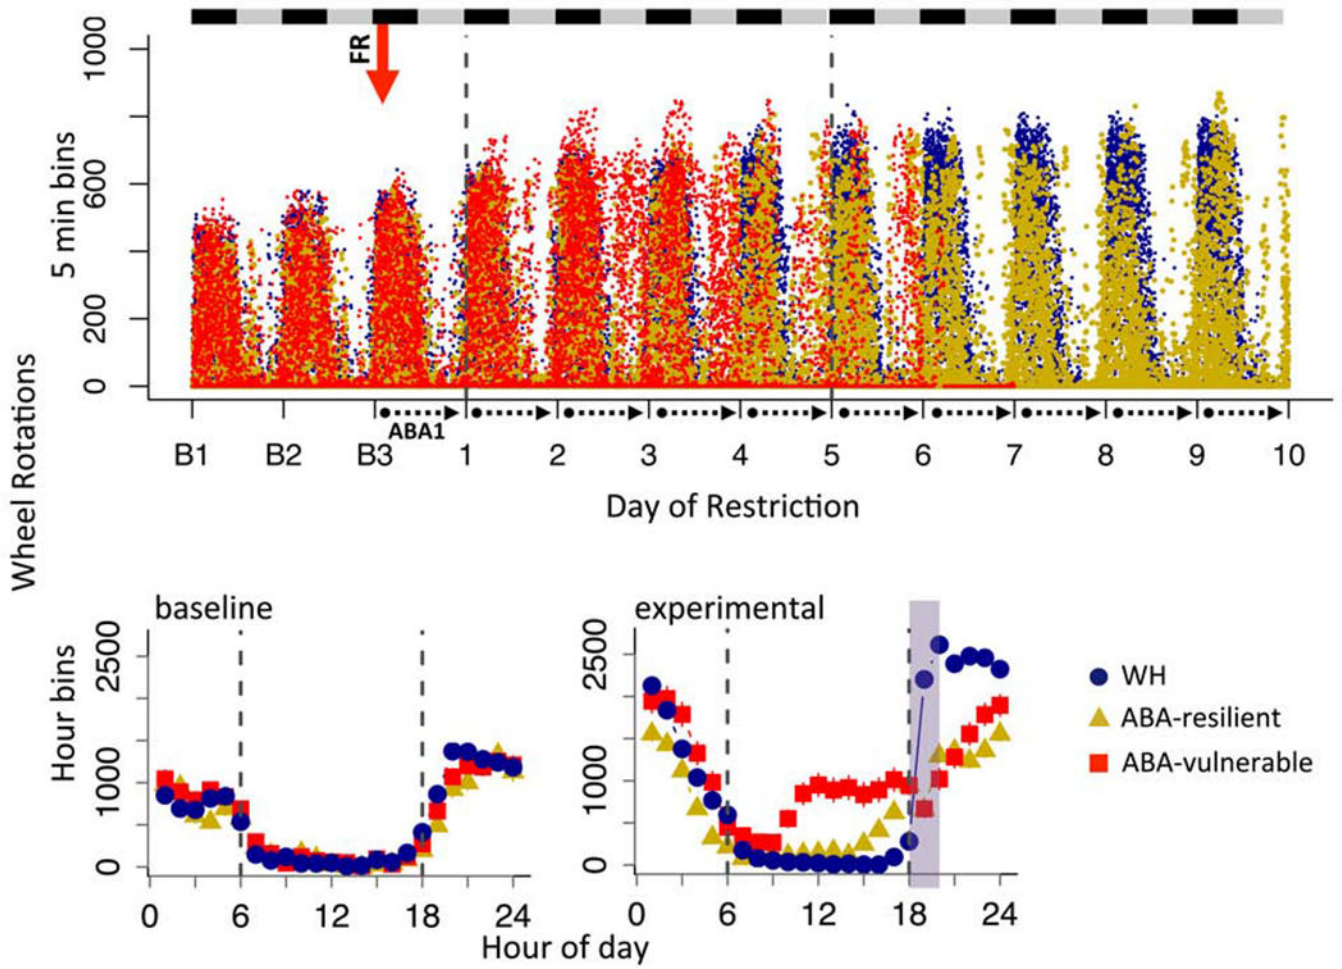 FR
1000
600
200
0
5 min bins
Wheel Rotations
ABA1
B1 B2 B3 1 2 3 4 5 6 7 8 9 10
Day of Restriction
baseline
experimental
Hour bins
2500
1000
0
2500
1000
0
WH
ABA-resilient
ABA-vulnerable
0 6 12 18 24
0 6 12 18 24
Hour of day